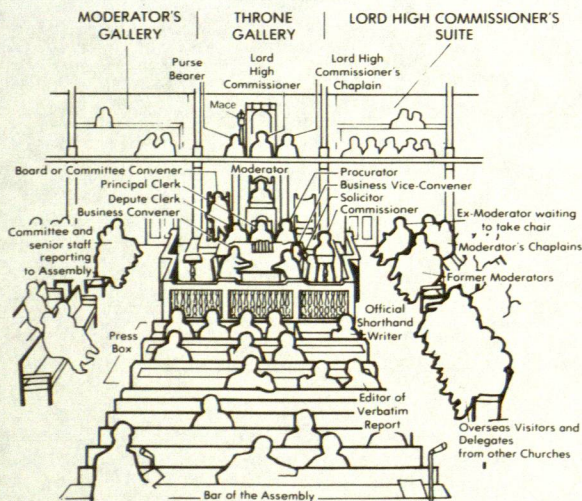 MODERATOR'S
GALLERY
THRONE
GALLERY
LORD HIGH COMMISSIONER'S
SUITE
Purse
Bearer
Lord
High
Commissioner
Lord High
Commissioner's
Chaplain
Mace
Board or Committee Convener
Principal Clerk
Depute Clerk
Business Convener
Moderator
Procurator
Business Vice-Convener
Solicitor
Commissioner
Committee and
senior staff
reporting
to Assembly
Ex-Moderator waiting
to take chair
Moderator's Chaplains
Former Moderators
Press
Box
Official
Shorthand
Writer
Editor of
Verbatim
Report
Overseas Visitors and
Delegates
from other Churches
Bar of the Assembly